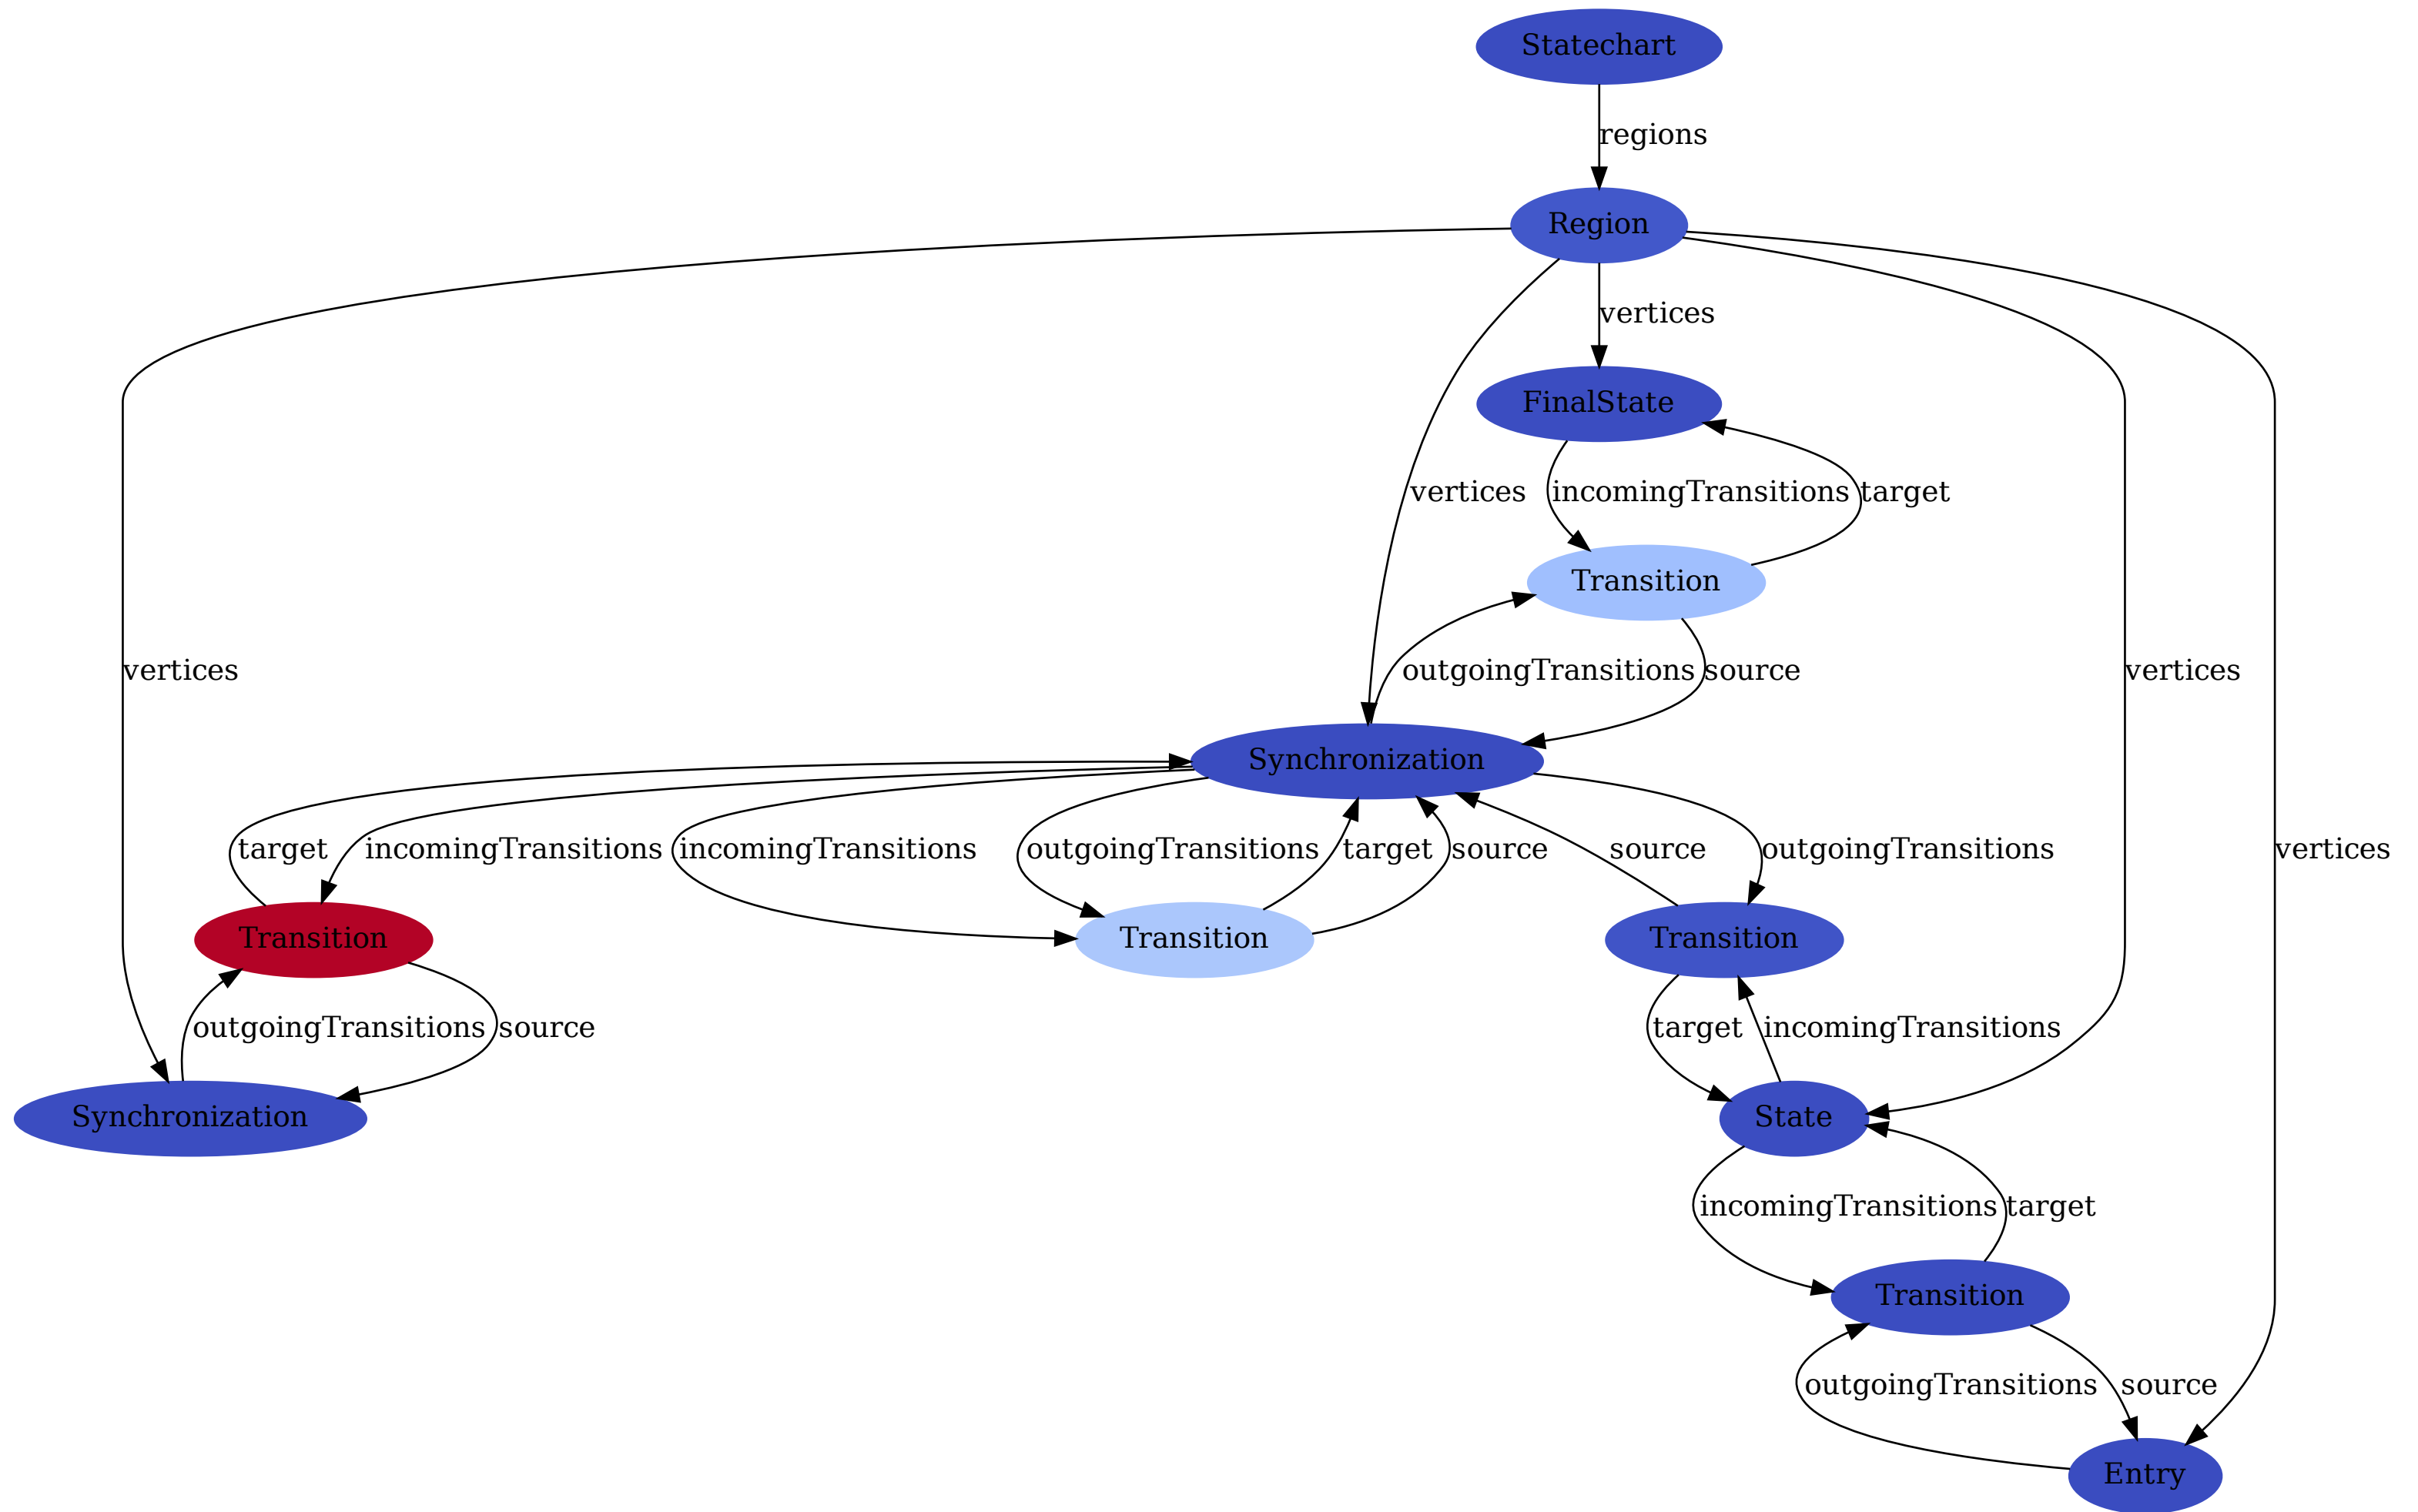 Statechart
regions
Region
vertices
FinalState
vertices
incomingTransitions
target
Transition
vertices
outgoingTransitions
source
vertices
Synchronization
target
incomingTransitions
incomingTransitions
outgoingTransitions
target
source
source
outgoingTransitions
vertices
Transition
Transition
Transition
outgoingTransitions
source
target
incomingTransitions
Synchronization
State
incomingTransitions
target
Transition
outgoingTransitions
source
Entry